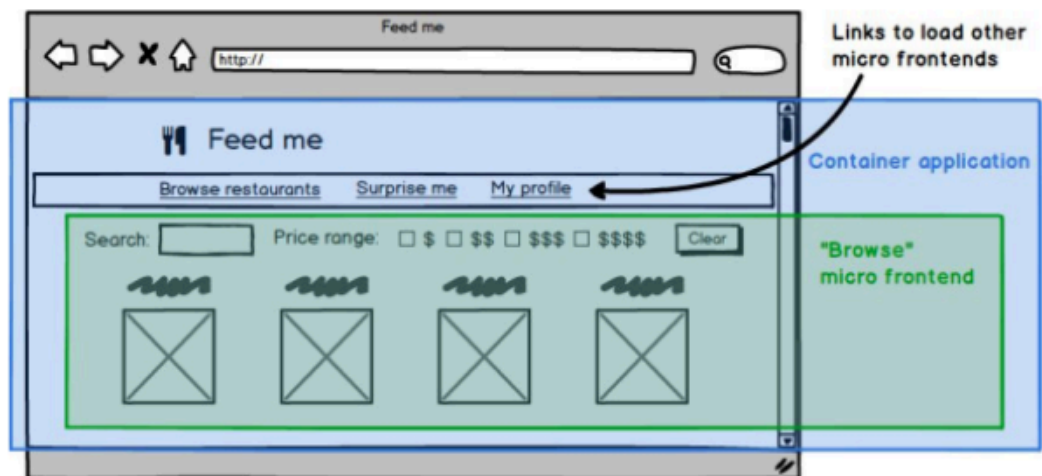 Feed me
http://
Links to load other
micro frontends
Feed me
Container application
Browse restaurants Surprise me My profile
Search: Price range: $ $$ $$$ $$$$ Clear
"Browse"
micro frontend